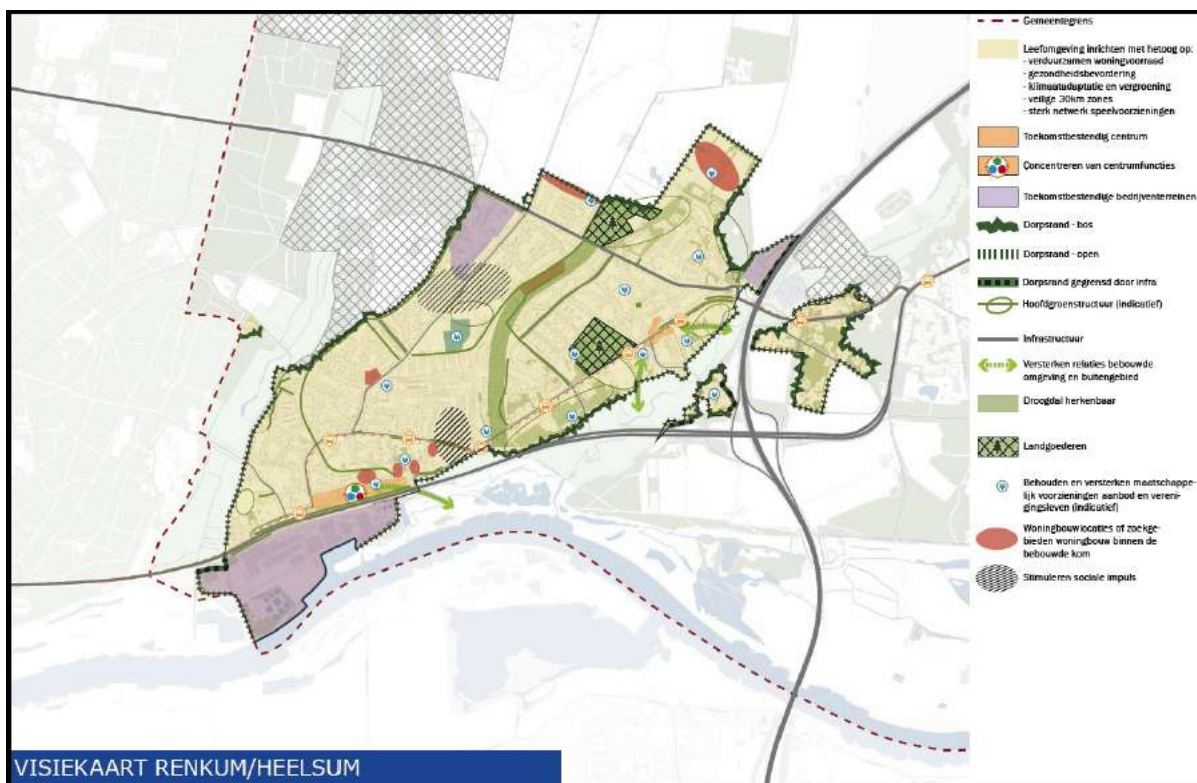 Gemeentegrens
Leefomgeving inrichten met hetoog op:
- verduurzamen woningvoorraad
- gezondheidsbevordering
- klimaatadaptatie en vergroening
- veilige 30km zones
- sterk netwerk speelvoorzieningen
Toekomstbestendig centrum
Concentreren van centrumfuncties
Toekomstbestendige bedrijventerreinen
Dorpsrand - bos
Dorpsrand - open
Dorpsrand gegrensd door infra
Hoofdgroenstructuur (indicatief)
Infrastructuur
Versterken relaties bebouwde
omgeving en buitengebied
Droogdal herkenbaar
Landgoederen
Behouden en versterken maatschappe-
lijk voorzieningen aanbod en vereni-
gingsleven (indicatief)
Woningbouwlocaties of zoekge-
bieden woningbouw binnen de
bebouwde kom
Stimuleren sociale impuls
VISIEKAART RENKUM/HEELSUM